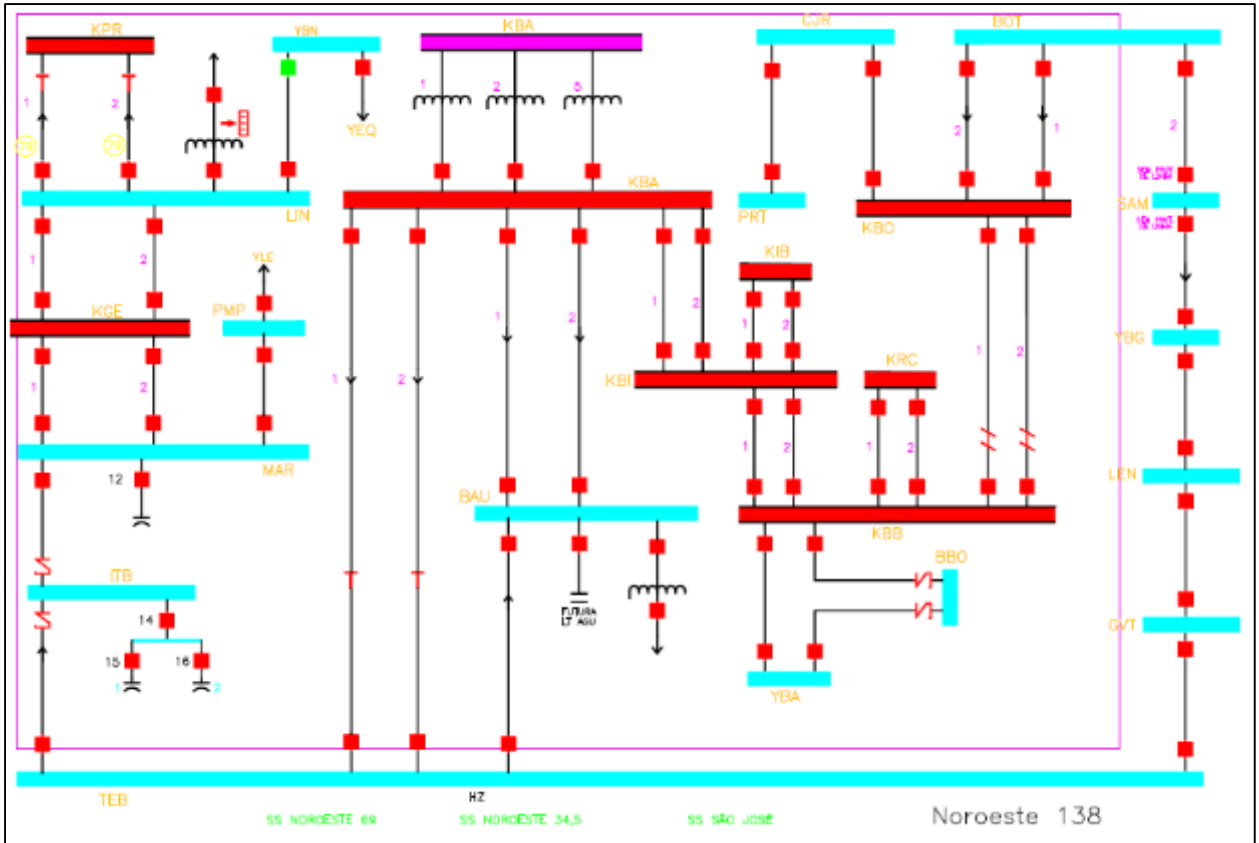 KPR
YBN
KBA
CJR
BOT
1
2
1
2
5
2
1
2
YEQ
79
79
LIN
KBA
PRT
KBO
SAM
1
2
YLE
KIB
KGE
PMP
1
2
1
2
1
2
YBG
KBI
KRC
1
2
1
2
1
2
1
2
1
2
MAR
12
BAU
LEN
KBB
BBO
ITB
FUTURA
LT AGU
14
15
16
1
2
GVT
YBA
TEB
HZ
SS NOROESTE 69
SS NOROESTE 34,5
SS SÃO JOSÉ
Noroeste 138